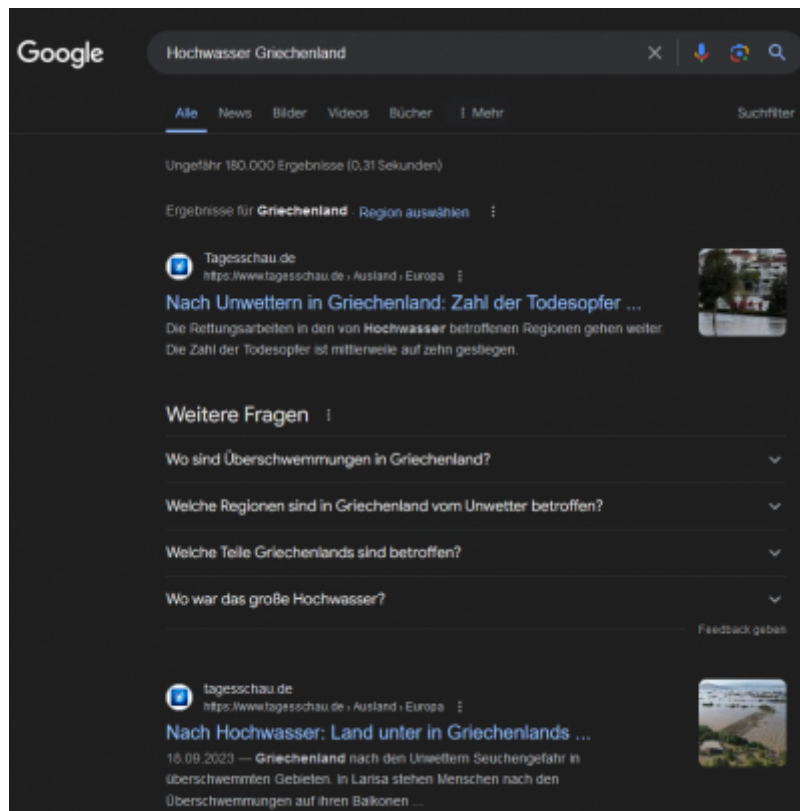 Google
Hochwasser Griechenland
Alle News Bilder Videos Bücher Mehr Suchfilter
Ungefähr 180.000 Ergebnisse (0,31 Sekunden)
Ergebnisse für Griechenland · Region auswählen
Tagesschau.de
https://www.tagesschau.de › Ausland › Europa
Nach Unwettern in Griechenland: Zahl der Todesopfer ...
Die Rettungsarbeiten in den von Hochwasser betroffenen Regionen gehen weiter.
Die Zahl der Todesopfer ist mittlerweile auf zehn gestiegen.
Weitere Fragen
Wo sind Überschwemmungen in Griechenland?
Welche Regionen sind in Griechenland vom Unwetter betroffen?
Welche Teile Griechenlands sind betroffen?
Wo war das große Hochwasser?
Feedback geben
tagesschau.de
https://www.tagesschau.de › Ausland › Europa
Nach Hochwasser: Land unter in Griechenlands ...
18.09.2023 — Griechenland nach den Unwettern Seuchengefahr in
überschwemmten Gebieten. In Larisa stehen Menschen nach den
Überschwemmungen auf ihren Balkonen ...